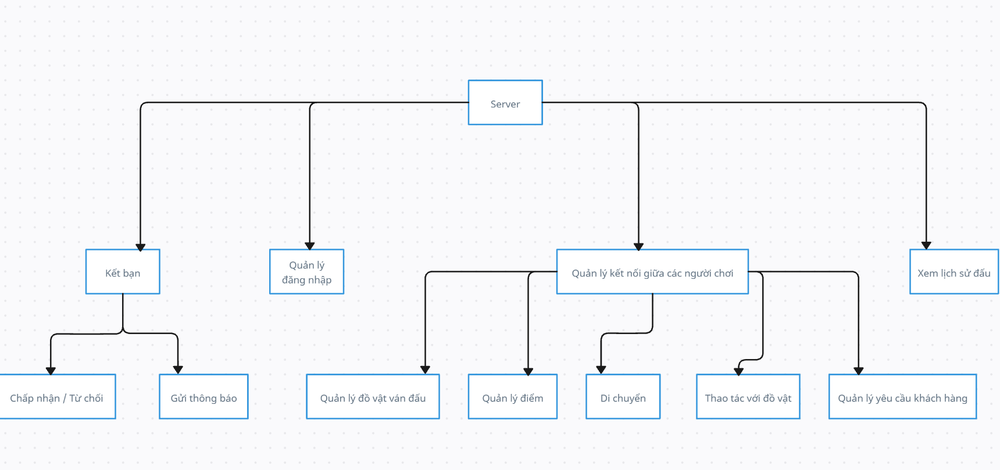 Server
Kết bạn
Quản lý
đăng nhập
Quản lý kết nối giữa các người chơi
Xem lịch sử đấu
Chấp nhận / Từ chối
Gửi thông báo
Quản lý đồ vật ván đấu
Quản lý điểm
Di chuyển
Thao tác với đồ vật
Quản lý yêu cầu khách hàng